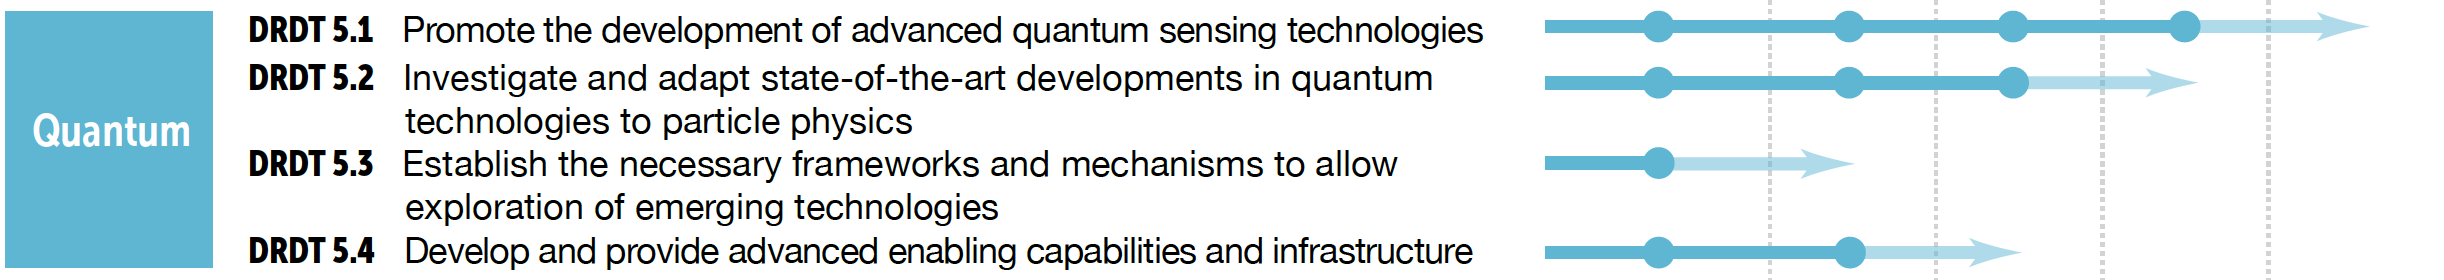 Quantum
DRDT 5.1 Promote the development of advanced quantum sensing technologies
DRDT 5.2 Investigate and adapt state-of-the-art developments in quantum
technologies to particle physics
DRDT 5.3 Establish the necessary frameworks and mechanisms to allow
exploration of emerging technologies
DRDT 5.4 Develop and provide advanced enabling capabilities and infrastructure